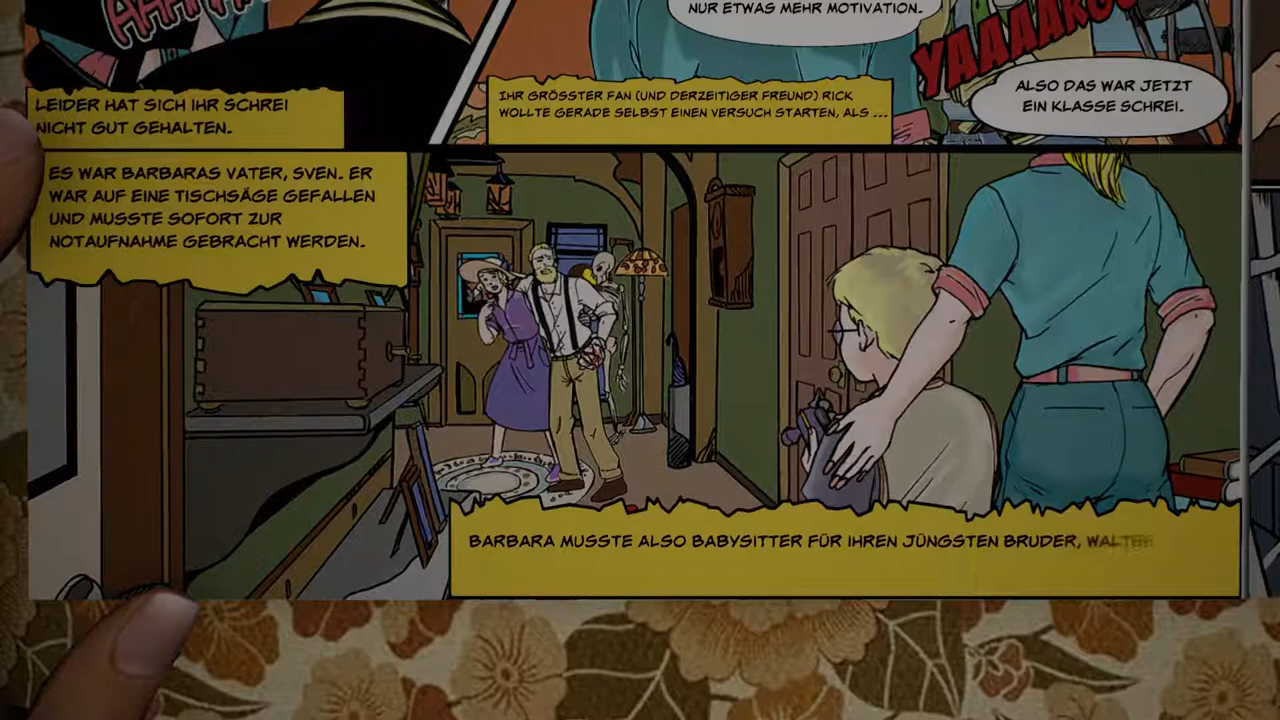 NUR ETWAS MEHR MOTIVATION.
LEIDER HAT SICH IHR SCHREI
NICHT GUT GEHALTEN.
IHR GRÖSSTER FAN (UND DERZEITIGER FREUND) RICK
WOLLTE GERADE SELBST EINEN VERSUCH STARTEN, ALS ...
ALSO DAS WAR JETZT
EIN KLASSE SCHREI.
ES WAR BARBARAS VATER, SVEN. ER
WAR AUF EINE TISCHSÄGE GEFALLEN
UND MUSSTE SOFORT ZUR
NOTAUFNAHME GEBRACHT WERDEN.
BARBARA MUSSTE ALSO BABYSITTER FÜR IHREN JÜNGSTEN BRUDER, WALTER